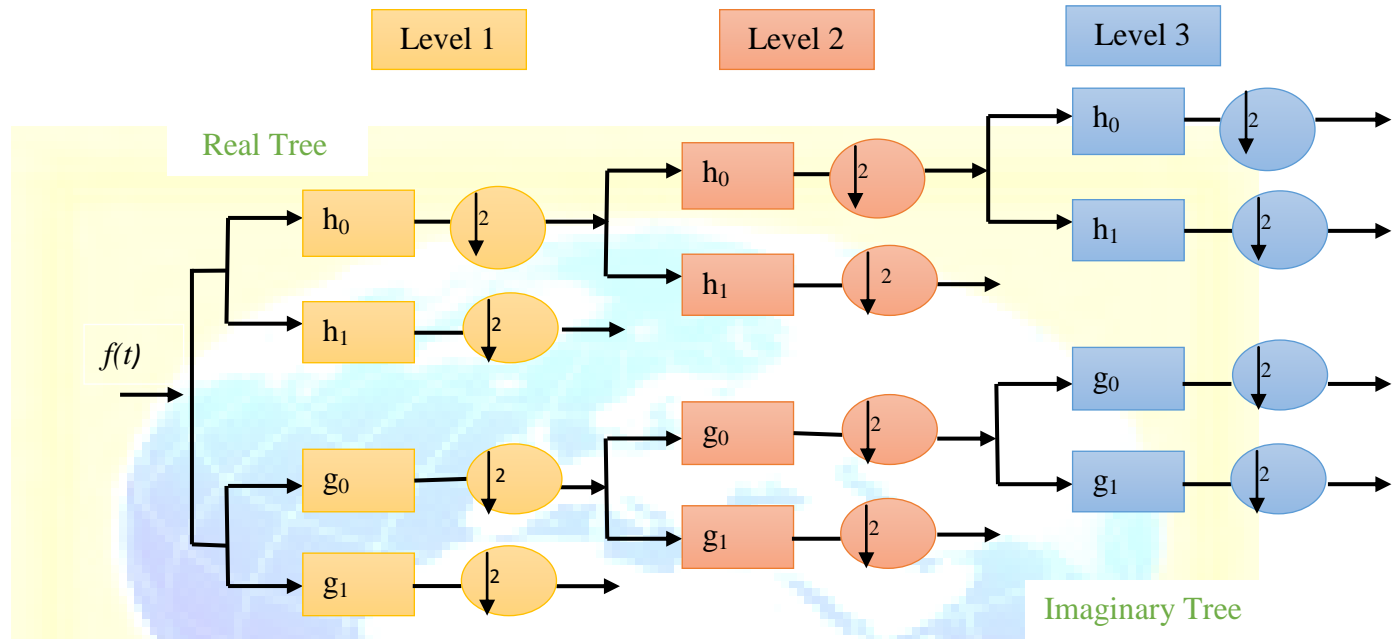 Level 1
Level 2
Level 3
Real Tree
h₀
2
h₀
2
h₀
2
h₁
2
h₁
2
h₁
2
f(t)
g₀
2
g₀
2
g₀
2
g₁
2
g₁
2
g₁
2
Imaginary Tree